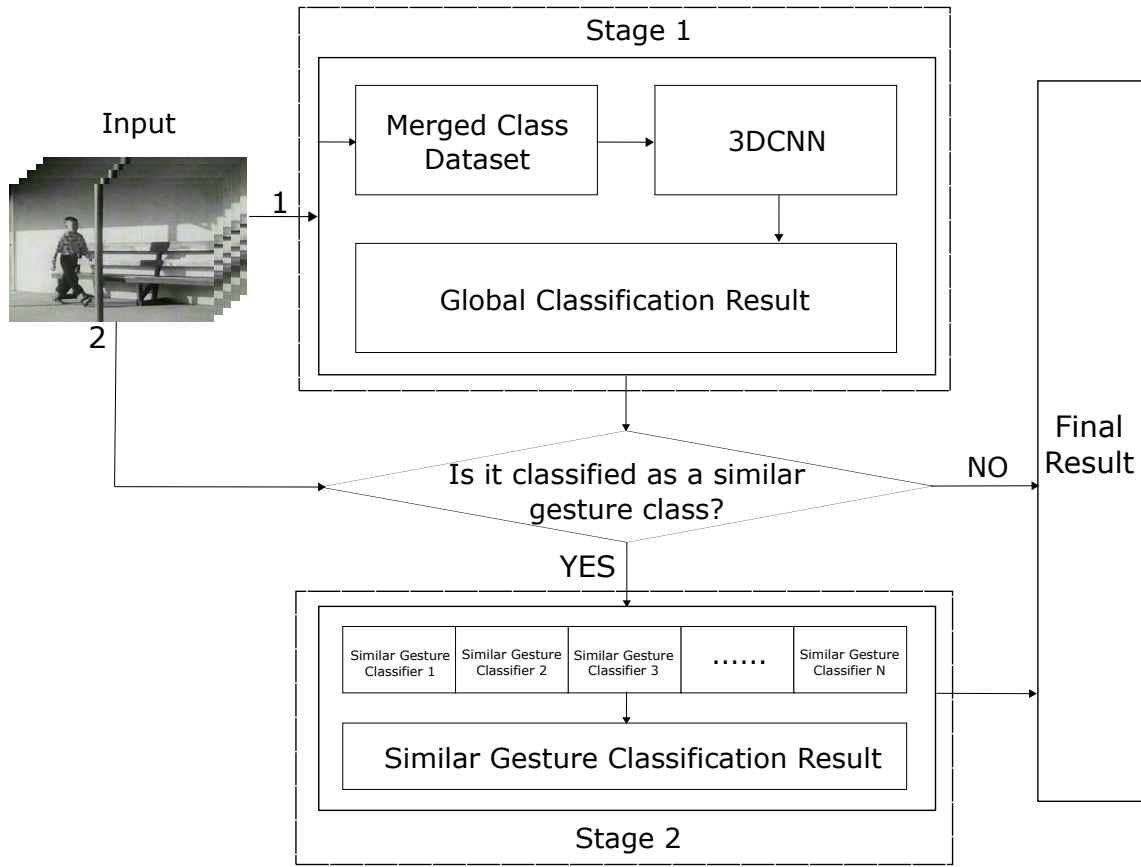 Stage 1
Input
Merged Class
Dataset
3DCNN
1
Global Classification Result
2
Is it classified as a similar
gesture class?
NO
Final
Result
YES
Similar Gesture
Classifier 1
Similar Gesture
Classifier 2
Similar Gesture
Classifier 3
......
Similar Gesture
Classifier N
Similar Gesture Classification Result
Stage 2